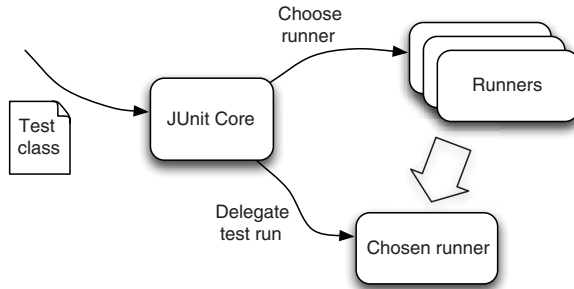 Choose
runner
Test
class
JUnit Core
Runners
Delegate
test run
Chosen runner